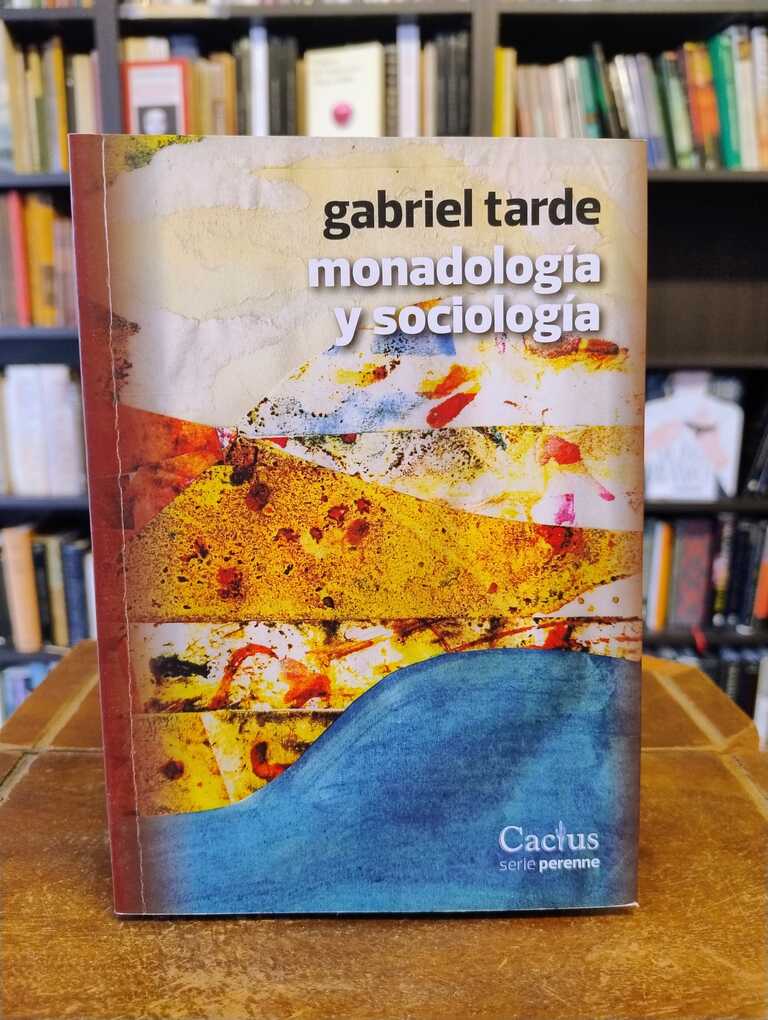 gabriel tarde
monadología
y sociología
Cactus
serie perenne